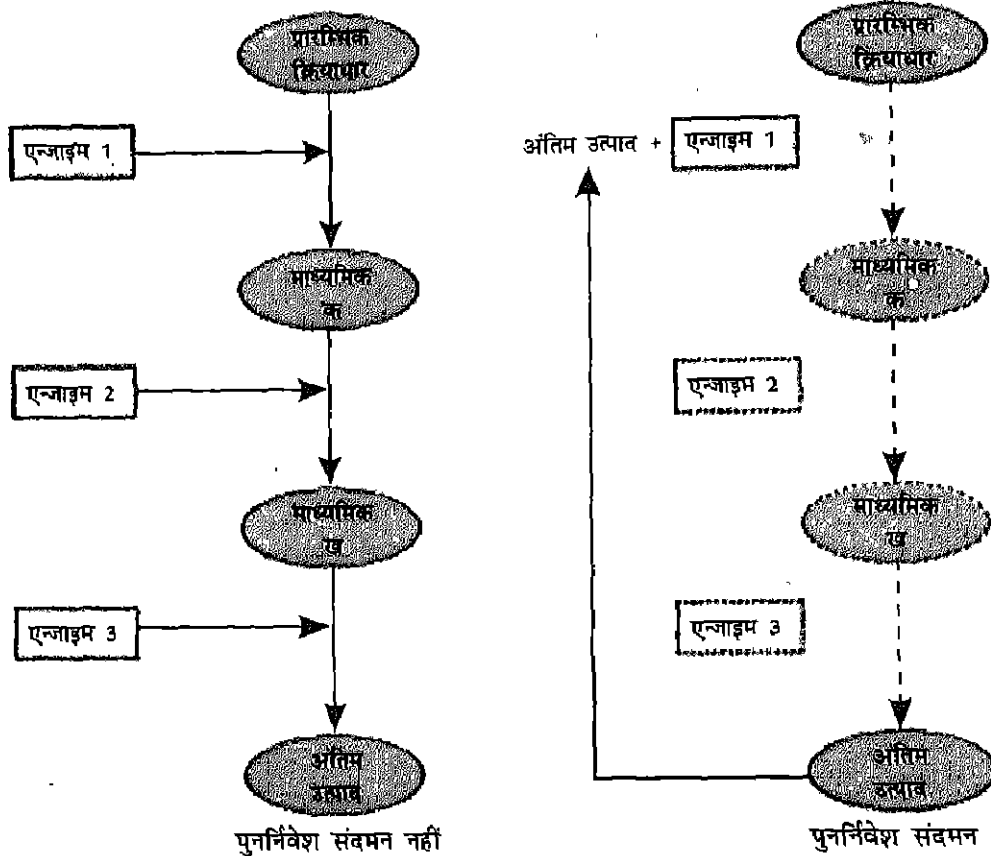 प्रारम्भिक
क्रियाधार
एन्जाईम 1
माध्यमिक
क
एन्जाइम 2
माध्यमिक
ख
एन्जाइम 3
अंतिम
उत्पाद
पुनर्निवेश संदमन नहीं
प्रारम्भिक
क्रियाधार
अंतिम उत्पाद + एन्जाइम 1
माध्यमिक
क
एन्जाइम 2
माध्यमिक
ख
एन्जाइम 3
अंतिम
उत्पाद
पुनर्निवेश संदमन